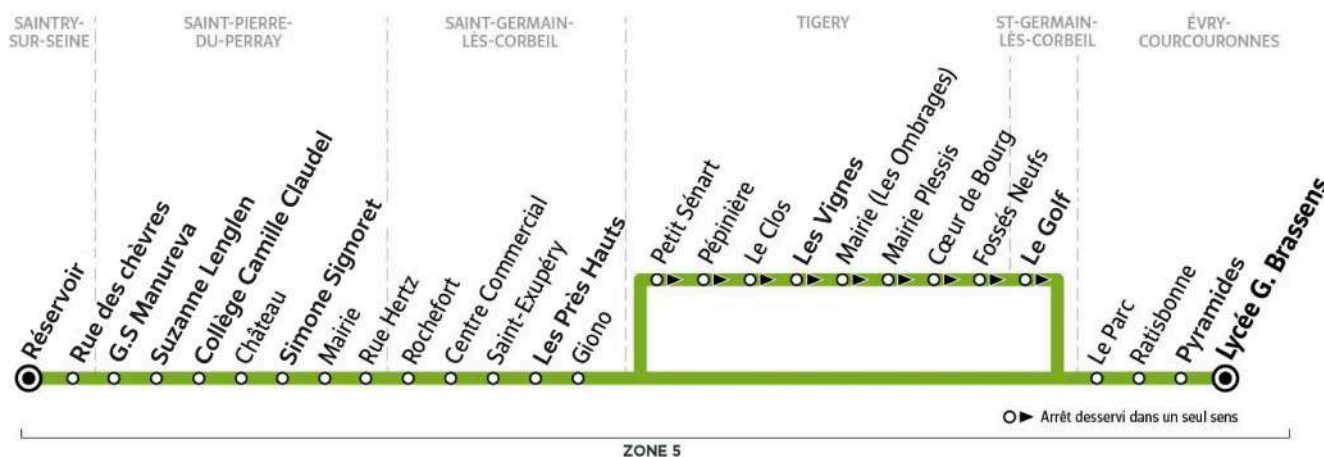 SAINTRY-
SUR-SEINE
SAINT-PIERRE-
DU-PERRAY
SAINT-GERMAIN-
LÈS-CORBEIL
TIGERY
ST-GERMAIN-
LÈS-CORBEIL
ÉVRY-
COURCOURONNES
Réservoir
Rue des chèvres
G.S Manureva
Suzanne Lenglen
Collège Camille Claudel
Château
Simone Signoret
Mairie
Rue Hertz
Rochefort
Centre Commercial
Saint-Exupéry
Les Près Hauts
Giono
Petit Sénart
Pépinière
Le Clos
Les Vignes
Mairie (Les Ombrages)
Mairie Plessis
Cœur de Bourg
Fossés Neufs
Le Golf
Le Parc
Ratisbonne
Pyramides
Lycée G. Brassens
Arrêt desservi dans un seul sens
ZONE 5